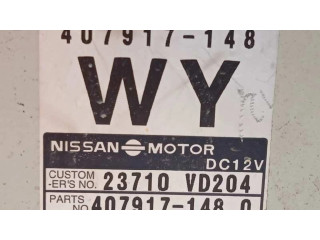 407917-148
WY
NISSAN MOTOR
DC12V
CUSTOM
-ER'S NO. 23710 VD204
PARTS
NO. 407917-148 0